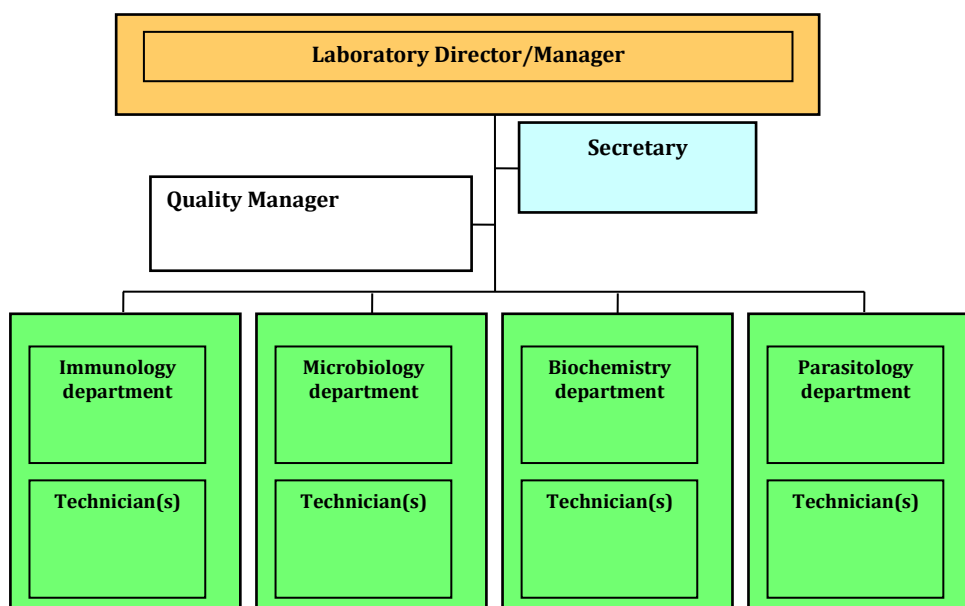 Laboratory Director/Manager
Secretary
Quality Manager
Immunology
department
Microbiology
department
Biochemistry
department
Parasitology
department
Technician(s)
Technician(s)
Technician(s)
Technician(s)